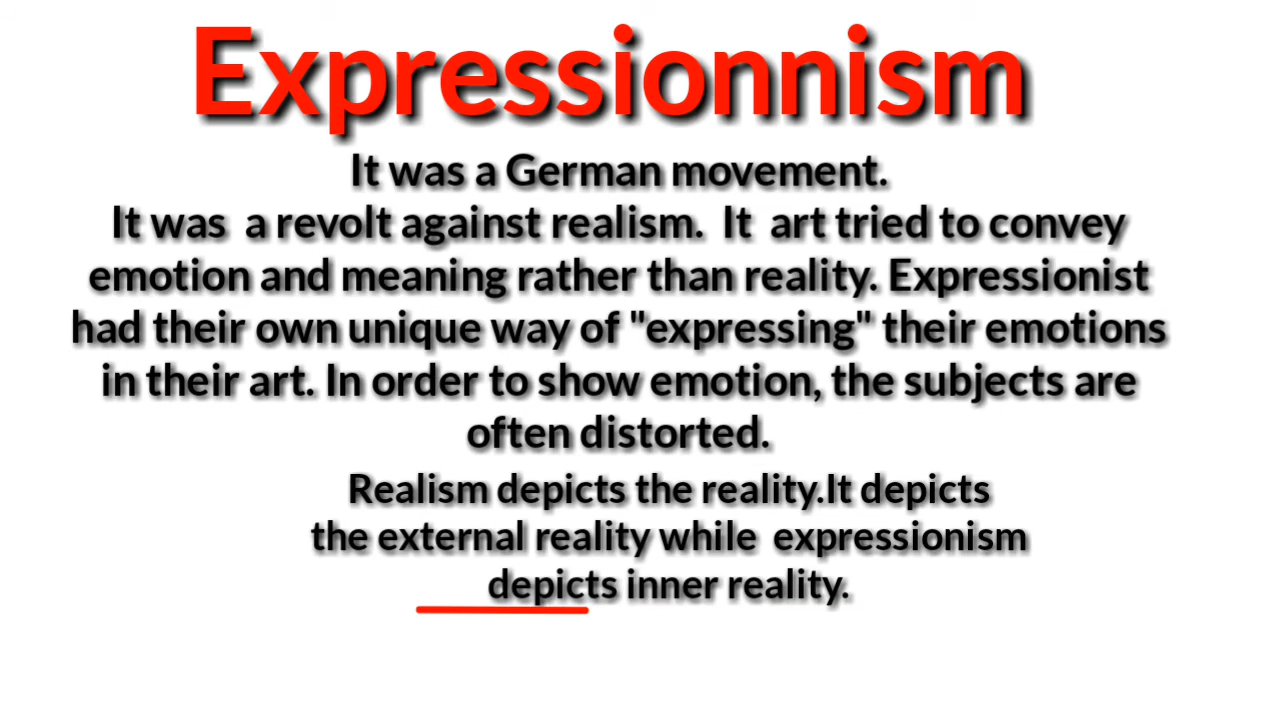 Expressionnism
It was a German movement.
It was  a revolt against realism.  It  art tried to convey
emotion and meaning rather than reality. Expressionist
had their own unique way of "expressing" their emotions
in their art. In order to show emotion, the subjects are
often distorted.
Realism depicts the reality.It depicts
the external reality while  expressionism
depicts inner reality.